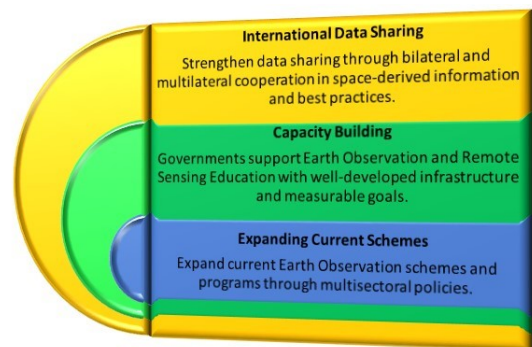 International Data Sharing
Strengthen data sharing through bilateral and
multilateral cooperation in space-derived information
and best practices.
Capacity Building
Governments support Earth Observation and Remote
Sensing Education with well-developed infrastructure
and measurable goals.
Expanding Current Schemes
Expand current Earth Observation schemes and
programs through multisectoral policies.